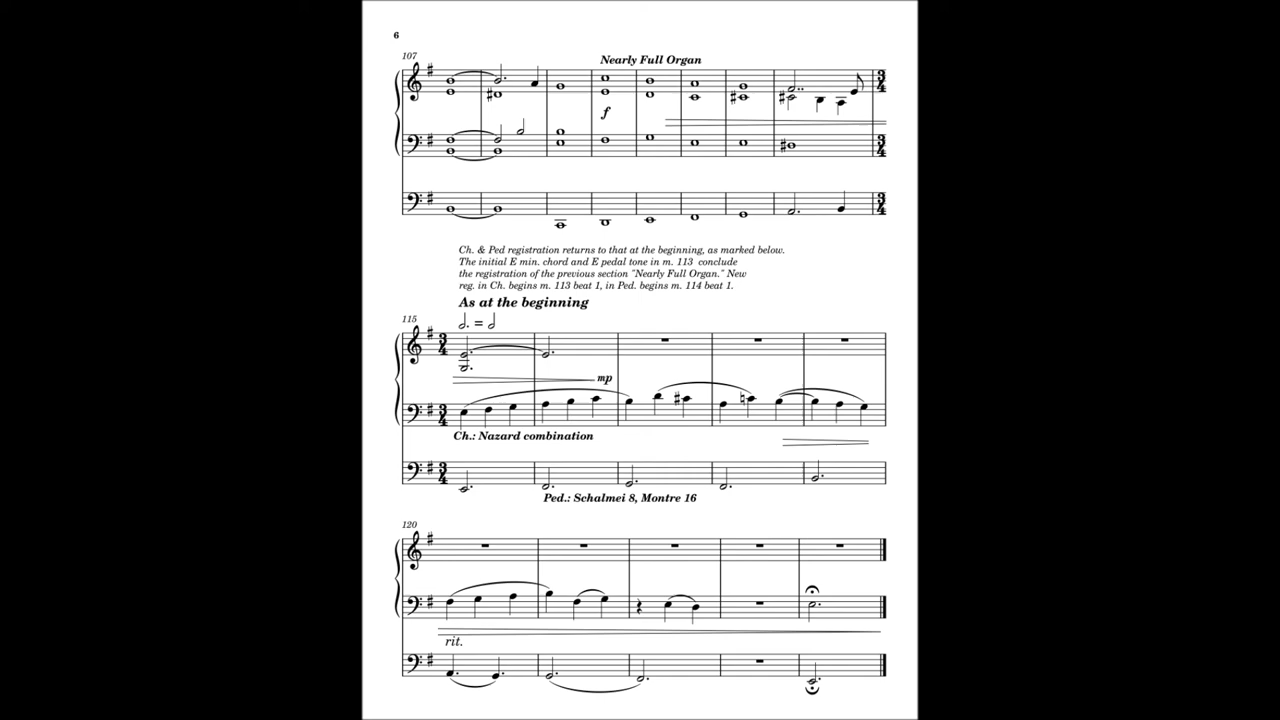 6
107
Nearly Full Organ
f
Ch. & Ped registration returns to that at the beginning, as marked below.
The initial E min. chord and E pedal tone in m. 113 conclude
the registration of the previous section "Nearly Full Organ." New
reg. in Ch. begins m. 113 beat 1, in Ped. begins m. 114 beat 1.
As at the beginning
115
mp
Ch.: Nazard combination
Ped.: Schalmei 8, Montre 16
120
rit.